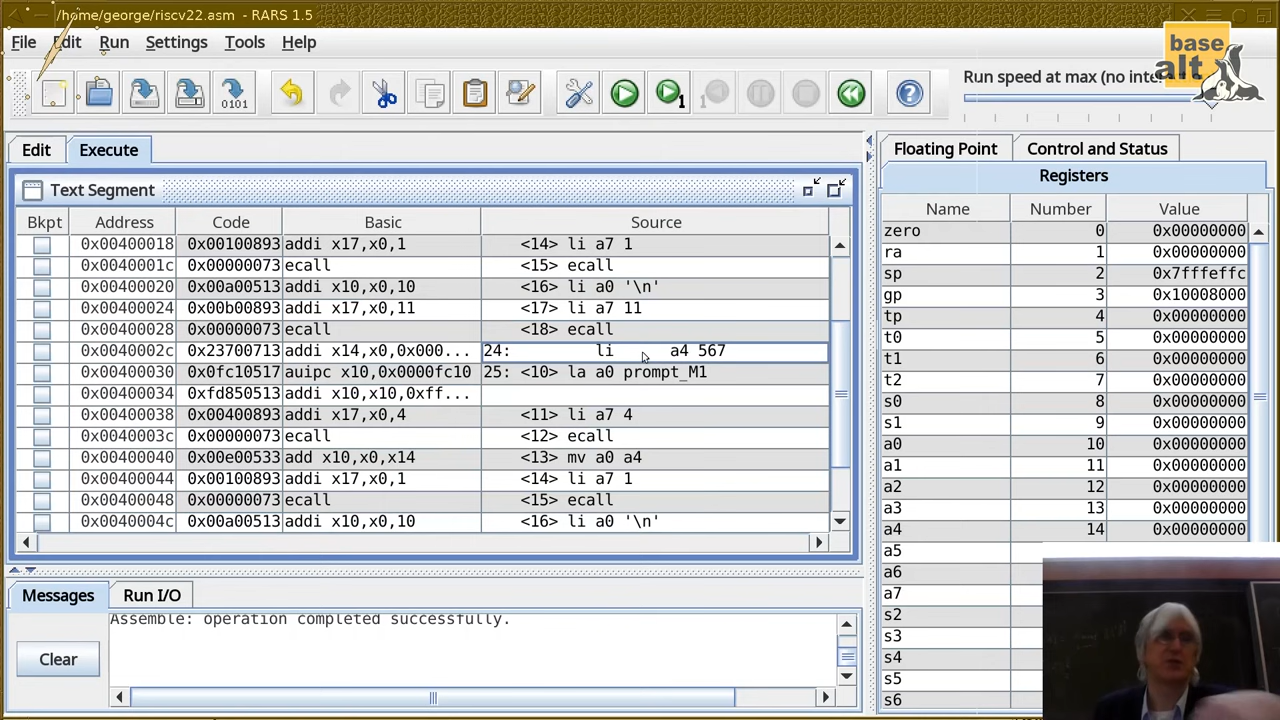 /home/george/riscv22.asm - RARS 1.5
File Edit Run Settings Tools Help
base
alt
0101
1
?
Run speed at max (no inte
Edit Execute
Text Segment
Bkpt Address Code Basic Source
0x00400018 0x00100893 addi x17,x0,1 <14> li a7 1
0x0040001c 0x00000073 ecall <15> ecall
0x00400020 0x00a00513 addi x10,x0,10 <16> li a0 '\n'
0x00400024 0x00b00893 addi x17,x0,11 <17> li a7 11
0x00400028 0x00000073 ecall <18> ecall
0x0040002c 0x23700713 addi x14,x0,0x000... 24: li a4 567
0x00400030 0x0fc10517 auipc x10,0x0000fc10 25: <10> la a0 prompt_M1
0x00400034 0xfd850513 addi x10,x10,0xff...
0x00400038 0x00400893 addi x17,x0,4 <11> li a7 4
0x0040003c 0x00000073 ecall <12> ecall
0x00400040 0x00e00533 add x10,x0,x14 <13> mv a0 a4
0x00400044 0x00100893 addi x17,x0,1 <14> li a7 1
0x00400048 0x00000073 ecall <15> ecall
0x0040004c 0x00a00513 addi x10,x0,10 <16> li a0 '\n'
Messages Run I/O
Assemble: operation completed successfully.
Clear
Floating Point Control and Status
Registers
Name Number Value
zero 0 0x00000000
ra 1 0x00000000
sp 2 0x7fffeffc
gp 3 0x10008000
tp 4 0x00000000
t0 5 0x00000000
t1 6 0x00000000
t2 7 0x00000000
s0 8 0x00000000
s1 9 0x00000000
a0 10 0x00000000
a1 11 0x00000000
a2 12 0x00000000
a3 13 0x00000000
a4 14 0x00000000
a5
a6
a7
s2
s3
s4
s5
s6